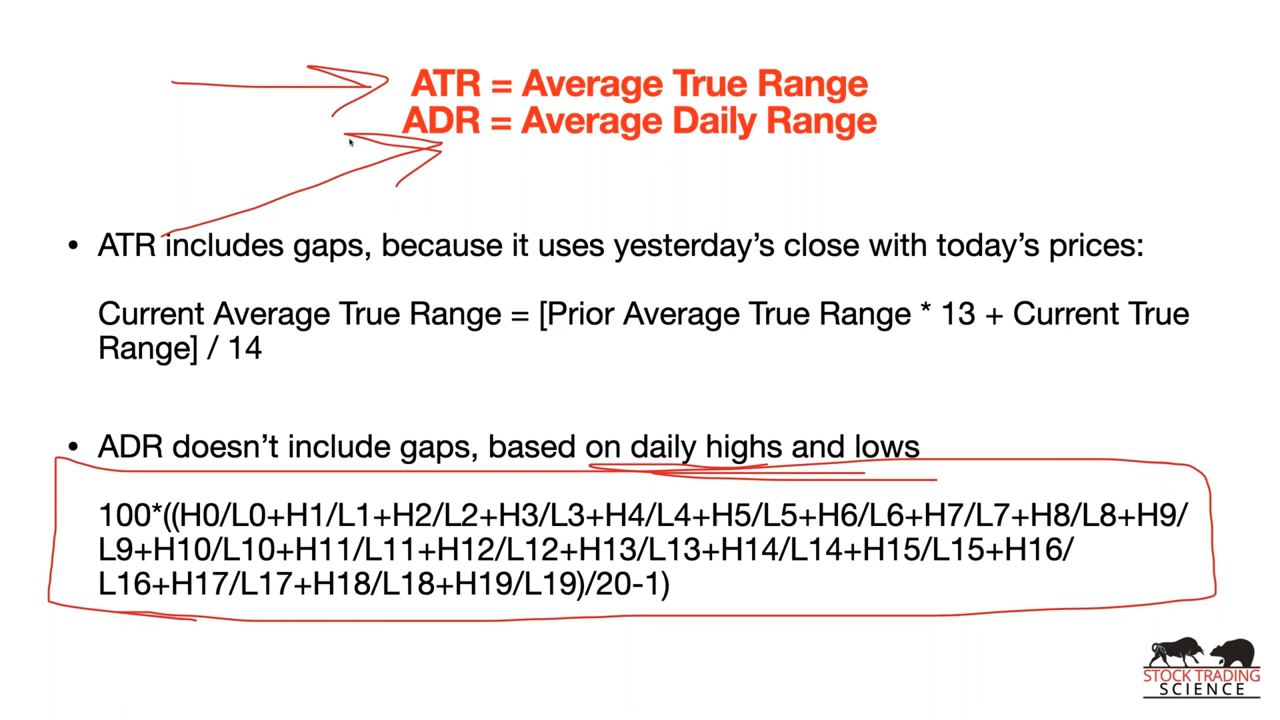 ATR = Average True Range
ADR = Average Daily Range
• ATR includes gaps, because it uses yesterday’s close with today’s prices:
Current Average True Range = [Prior Average True Range * 13 + Current True
Range] / 14
• ADR doesn’t include gaps, based on daily highs and lows
100*((H0/L0+H1/L1+H2/L2+H3/L3+H4/L4+H5/L5+H6/L6+H7/L7+H8/L8+H9/
L9+H10/L10+H11/L11+H12/L12+H13/L13+H14/L14+H15/L15+H16/
L16+H17/L17+H18/L18+H19/L19)/20-1)
STOCK TRADING
SCIENCE